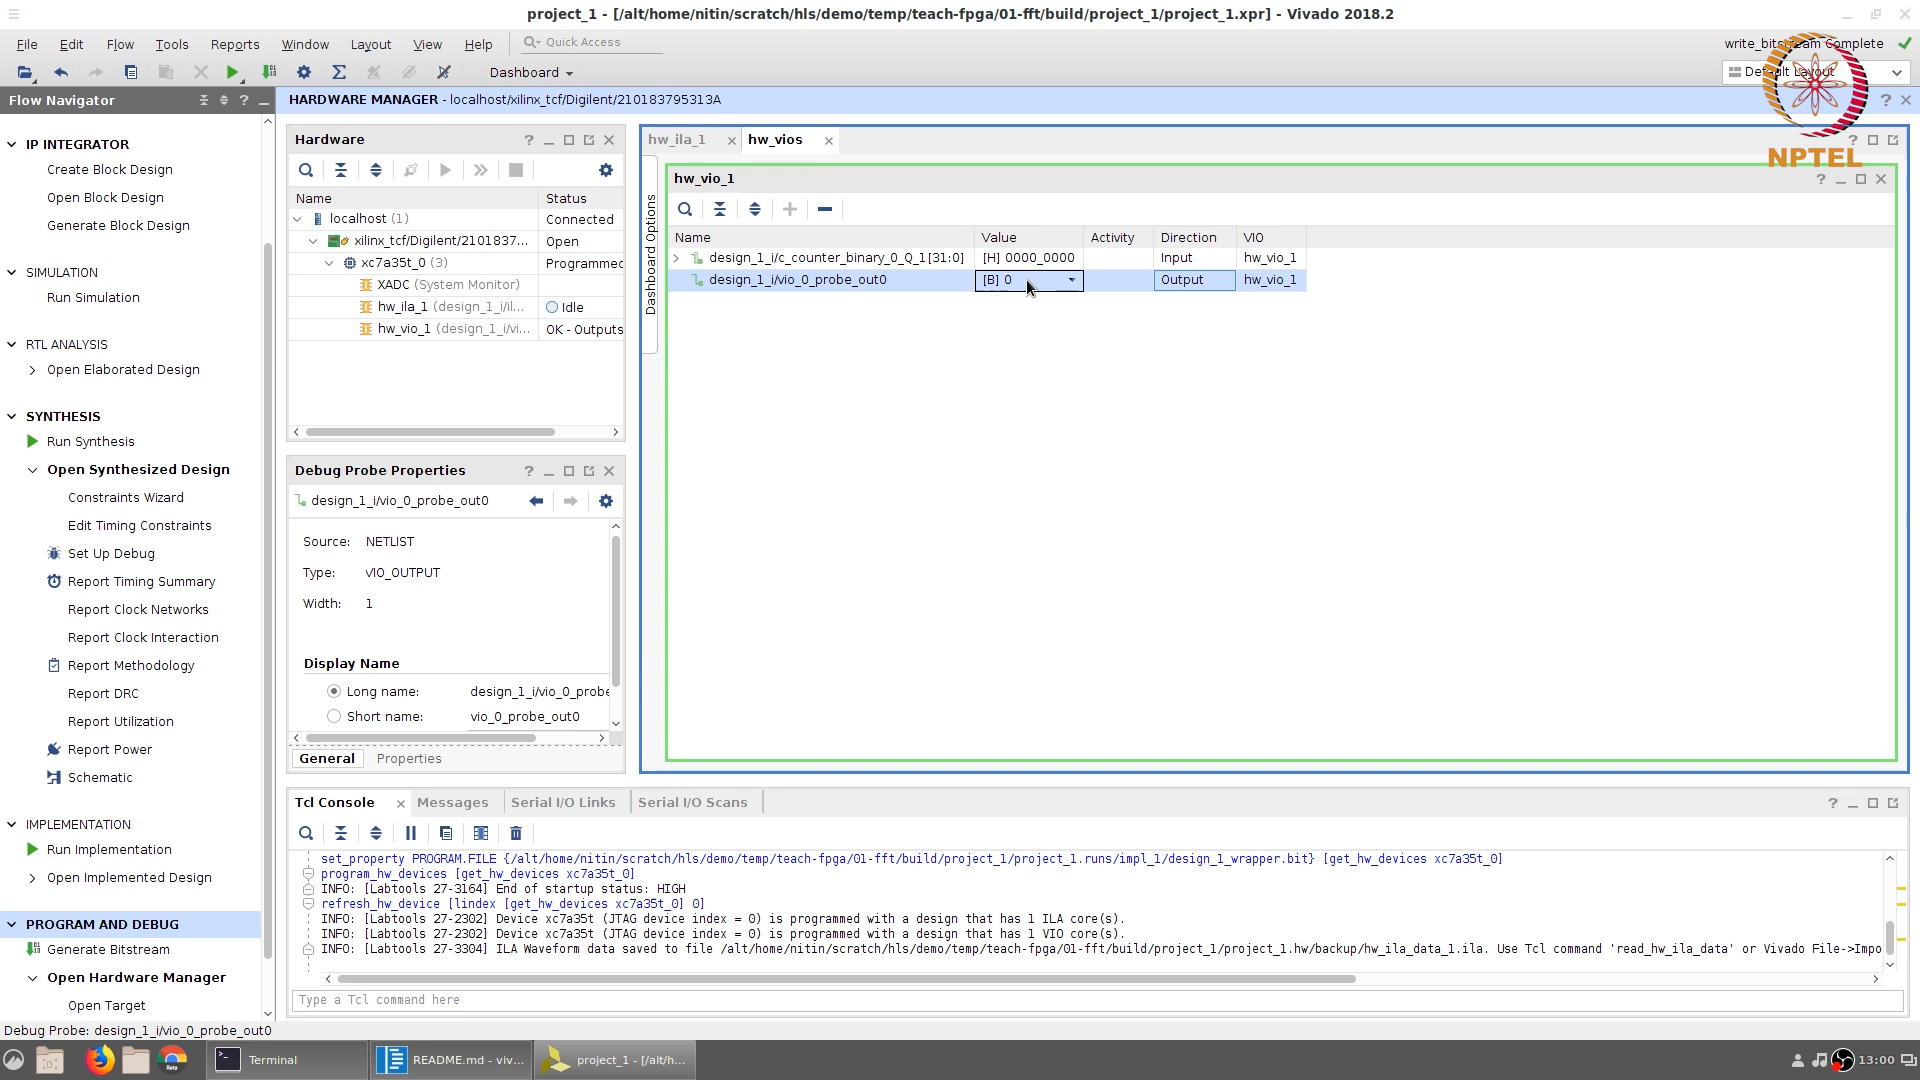 project_1 - [/alt/home/nitin/scratch/hls/demo/temp/teach-fpga/01-fft/build/project_1/project_1.xpr] - Vivado 2018.2
File Edit Flow Tools Reports Window Layout View Help Quick Access
write_bitstream Complete
Dashboard
Default Layout
NPTEL
Flow Navigator
HARDWARE MANAGER - localhost/xilinx_tcf/Digilent/210183795313A
IP INTEGRATOR
Create Block Design
Open Block Design
Generate Block Design
SIMULATION
Run Simulation
RTL ANALYSIS
Open Elaborated Design
SYNTHESIS
Run Synthesis
Open Synthesized Design
Constraints Wizard
Edit Timing Constraints
Set Up Debug
Report Timing Summary
Report Clock Networks
Report Clock Interaction
Report Methodology
Report DRC
Report Utilization
Report Power
Schematic
IMPLEMENTATION
Run Implementation
Open Implemented Design
PROGRAM AND DEBUG
Generate Bitstream
Open Hardware Manager
Open Target
Hardware
Name Status
localhost (1) Connected
xilinx_tcf/Digilent/2101837... Open
xc7a35t_0 (3) Programmed
XADC (System Monitor)
hw_ila_1 (design_1_i/il... Idle
hw_vio_1 (design_1_i/vi... OK - Outputs
Debug Probe Properties
design_1_i/vio_0_probe_out0
Source: NETLIST
Type: VIO_OUTPUT
Width: 1
Display Name
Long name: design_1_i/vio_0_probe
Short name: vio_0_probe_out0
General Properties
hw_ila_1 hw_vios
Dashboard Options
hw_vio_1
Name Value Activity Direction VIO
design_1_i/c_counter_binary_0_Q_1[31:0] [H] 0000_0000 Input hw_vio_1
design_1_i/vio_0_probe_out0 [B] 0 Output hw_vio_1
Tcl Console Messages Serial I/O Links Serial I/O Scans
set_property PROGRAM.FILE {/alt/home/nitin/scratch/hls/demo/temp/teach-fpga/01-fft/build/project_1/project_1.runs/impl_1/design_1_wrapper.bit} [get_hw_devices xc7a35t_0]
program_hw_devices [get_hw_devices xc7a35t_0]
INFO: [Labtools 27-3164] End of startup status: HIGH
refresh_hw_device [lindex [get_hw_devices xc7a35t_0] 0]
INFO: [Labtools 27-2302] Device xc7a35t (JTAG device index = 0) is programmed with a design that has 1 ILA core(s).
INFO: [Labtools 27-2302] Device xc7a35t (JTAG device index = 0) is programmed with a design that has 1 VIO core(s).
INFO: [Labtools 27-3304] ILA Waveform data saved to file /alt/home/nitin/scratch/hls/demo/temp/teach-fpga/01-fft/build/project_1/project_1.hw/backup/hw_ila_data_1.ila. Use Tcl command 'read_hw_ila_data' or Vivado File->Impo
Type a Tcl command here
Debug Probe: design_1_i/vio_0_probe_out0
Terminal
README.md - viv...
project_1 - [/alt/h...
13:00